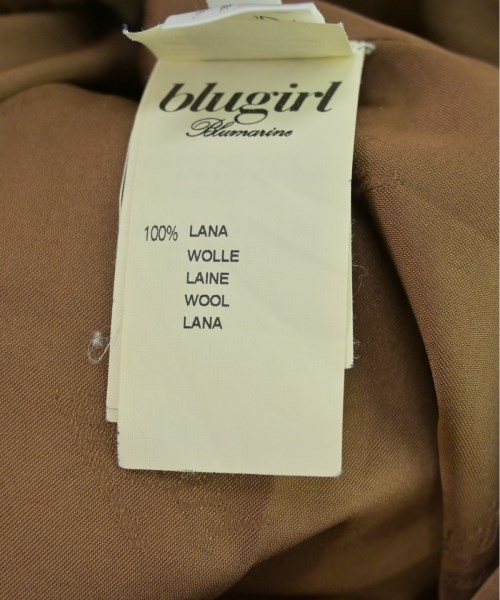 blugirl
Blumarine
100% LANA
WOLLE
LAINE
WOOL
LANA